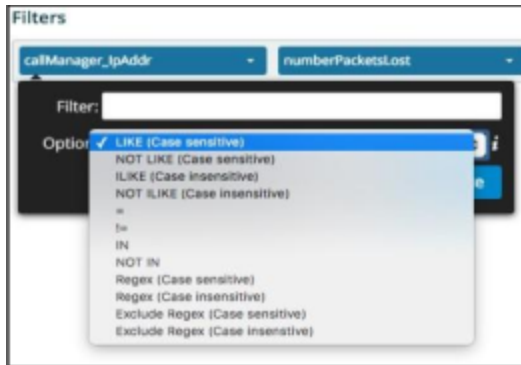 Filters
callManager_IpAddr numberPacketsLost
Filter:
Option
✓ LIKE (Case sensitive)
NOT LIKE (Case sensitive)
ILIKE (Case insensitive)
NOT ILIKE (Case insensitive)
=
!=
IN
NOT IN
Regex (Case sensitive)
Regex (Case insensitive)
Exclude Regex (Case sensitive)
Exclude Regex (Case insenstive)